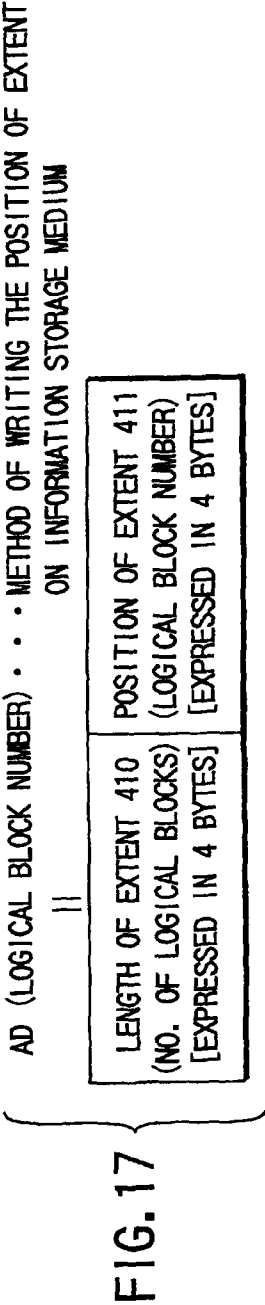 FIG. 17
AD (LOGICAL BLOCK NUMBER) · · · METHOD OF WRITING THE POSITION OF EXTENT
ON INFORMATION STORAGE MEDIUM
||
LENGTH OF EXTENT 410
(NO. OF LOGICAL BLOCKS)
[EXPRESSED IN 4 BYTES]
POSITION OF EXTENT 411
(LOGICAL BLOCK NUMBER)
[EXPRESSED IN 4 BYTES]